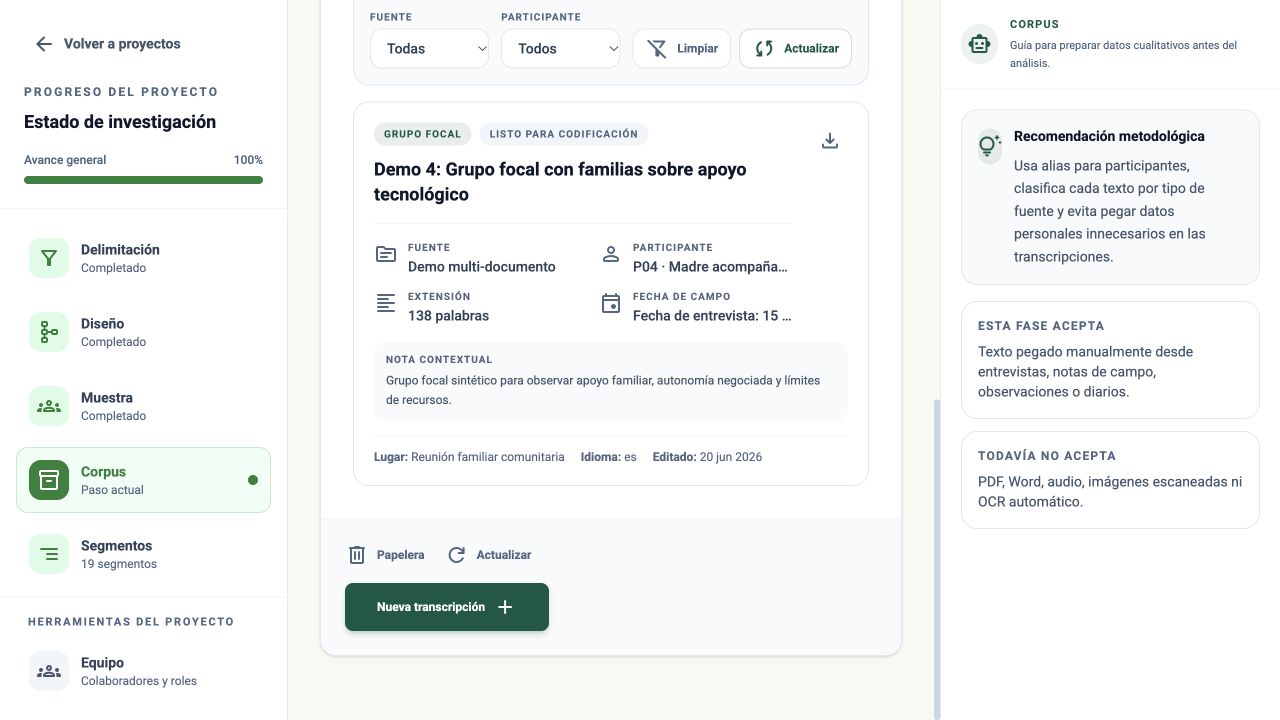 Volver a proyectos
PROGRESO DEL PROYECTO
Estado de investigación
Avance general 100%
Delimitación
Completado
Diseño
Completado
Muestra
Completado
Corpus
Paso actual
Segmentos
19 segmentos
HERRAMIENTAS DEL PROYECTO
Equipo
Colaboradores y roles
FUENTE PARTICIPANTE
Todas Todos Limpiar Actualizar
GRUPO FOCAL LISTO PARA CODIFICACIÓN
Demo 4: Grupo focal con familias sobre apoyo
tecnológico
FUENTE
Demo multi-documento
PARTICIPANTE
P04 · Madre acompaña…
EXTENSIÓN
138 palabras
FECHA DE CAMPO
Fecha de entrevista: 15 …
NOTA CONTEXTUAL
Grupo focal sintético para observar apoyo familiar, autonomía negociada y límites
de recursos.
Lugar: Reunión familiar comunitaria Idioma: es Editado: 20 jun 2026
Papelera Actualizar
Nueva transcripción
CORPUS
Guía para preparar datos cualitativos antes del
análisis.
Recomendación metodológica
Usa alias para participantes,
clasifica cada texto por tipo de
fuente y evita pegar datos
personales innecesarios en las
transcripciones.
ESTA FASE ACEPTA
Texto pegado manualmente desde
entrevistas, notas de campo,
observaciones o diarios.
TODAVÍA NO ACEPTA
PDF, Word, audio, imágenes escaneadas ni
OCR automático.